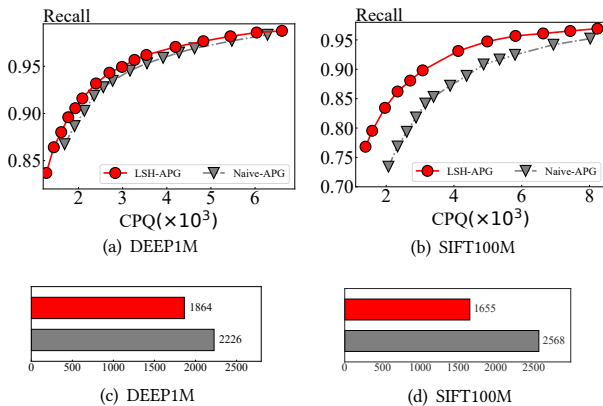 Recall
0.95
0.90
0.85
LSH-APG
Naive-APG
2 3 4 5 6
CPQ(×10³)
(a) DEEP1M
Recall
0.95
0.90
0.85
0.80
0.75
0.70
LSH-APG
Naive-APG
2 4 6 8
CPQ(×10³)
(b) SIFT100M
1864
2226
0 500 1000 1500 2000 2500
(c) DEEP1M
1655
2568
0 500 1000 1500 2000 2500
(d) SIFT100M